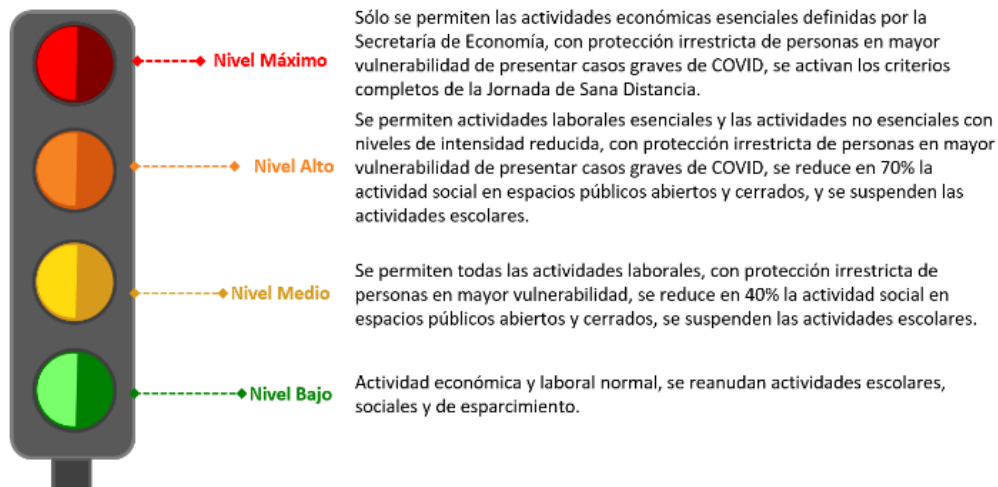 Sólo se permiten las actividades económicas esenciales definidas por la
Secretaría de Economía, con protección irrestricta de personas en mayor
Nivel Máximo
vulnerabilidad de presentar casos graves de COVID, se activan los criterios
completos de la Jornada de Sana Distancia.
Se permiten actividades laborales esenciales y las actividades no esenciales con
niveles de intensidad reducida, con protección irrestricta de personas en mayor
Nivel Alto
vulnerabilidad de presentar casos graves de COVID, se reduce en 70% la
actividad social en espacios públicos abiertos y cerrados, y se suspenden las
actividades escolares.
Se permiten todas las actividades laborales, con protección irrestricta de
Nivel Medio
personas en mayor vulnerabilidad, se reduce en 40% la actividad social en
espacios públicos abiertos y cerrados, se suspenden las actividades escolares.
Nivel Bajo
Actividad económica y laboral normal, se reanudan actividades escolares,
sociales y de esparcimiento.